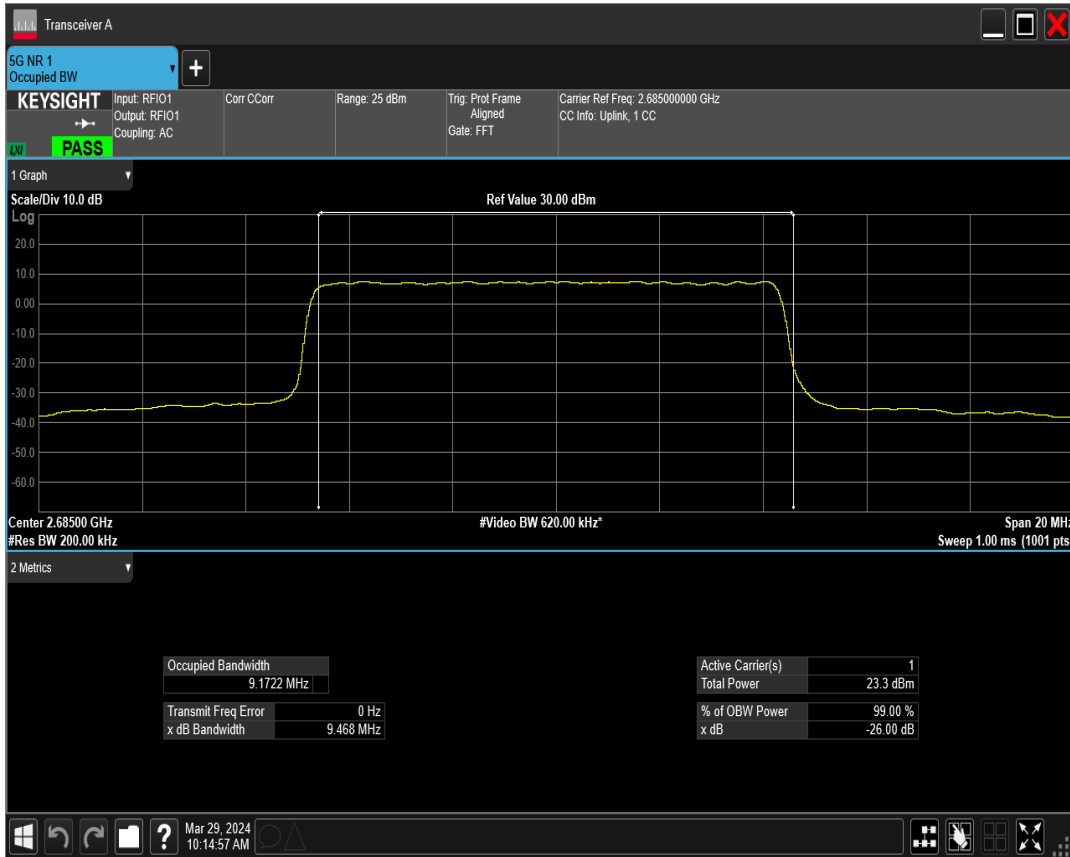 Transceiver A
5G NR 1
Occupied BW
+
KEYSIGHT
LXI
PASS
Input: RFIO1
Output: RFIO1
Coupling: AC
Corr CCorr
Range: 25 dBm
Trig: Prot Frame
Aligned
Gate: FFT
Carrier Ref Freq: 2.685000000 GHz
CC Info: Uplink, 1 CC
1 Graph
Scale/Div 10.0 dB
Ref Value 30.00 dBm
Log
20.0
10.0
0.00
-10.0
-20.0
-30.0
-40.0
-50.0
-60.0
Center 2.68500 GHz
#Video BW 620.00 kHz*
Span 20 MHz
#Res BW 200.00 kHz
Sweep 1.00 ms (1001 pts
2 Metrics
Occupied Bandwidth
9.1722 MHz
Transmit Freq Error 0 Hz
x dB Bandwidth 9.468 MHz
Active Carrier(s) 1
Total Power 23.3 dBm
% of OBW Power 99.00 %
x dB -26.00 dB
?
Mar 29, 2024
10:14:57 AM